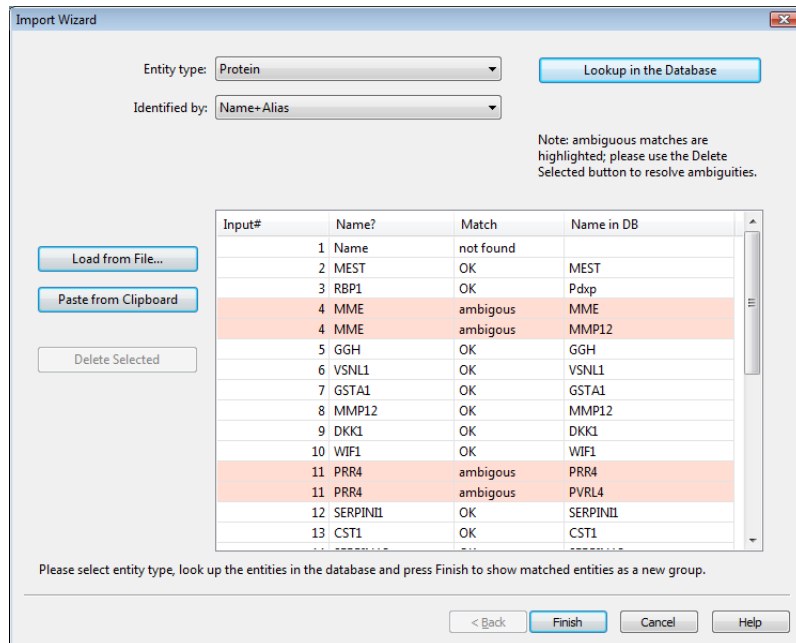 Import Wizard
Entity type: Protein
Lookup in the Database
Identified by: Name+Alias
Note: ambiguous matches are
highlighted; please use the Delete
Selected button to resolve ambiguities.
Input# Name? Match Name in DB
1 Name not found
2 MEST OK MEST
3 RBP1 OK Pdxp
4 MME ambigous MME
4 MME ambigous MMP12
5 GGH OK GGH
6 VSNL1 OK VSNL1
7 GSTA1 OK GSTA1
8 MMP12 OK MMP12
9 DKK1 OK DKK1
10 WIF1 OK WIF1
11 PRR4 ambigous PRR4
11 PRR4 ambigous PVRL4
12 SERPINI1 OK SERPINI1
13 CST1 OK CST1
Load from File...
Paste from Clipboard
Delete Selected
Please select entity type, look up the entities in the database and press Finish to show matched entities as a new group.
< Back Finish Cancel Help